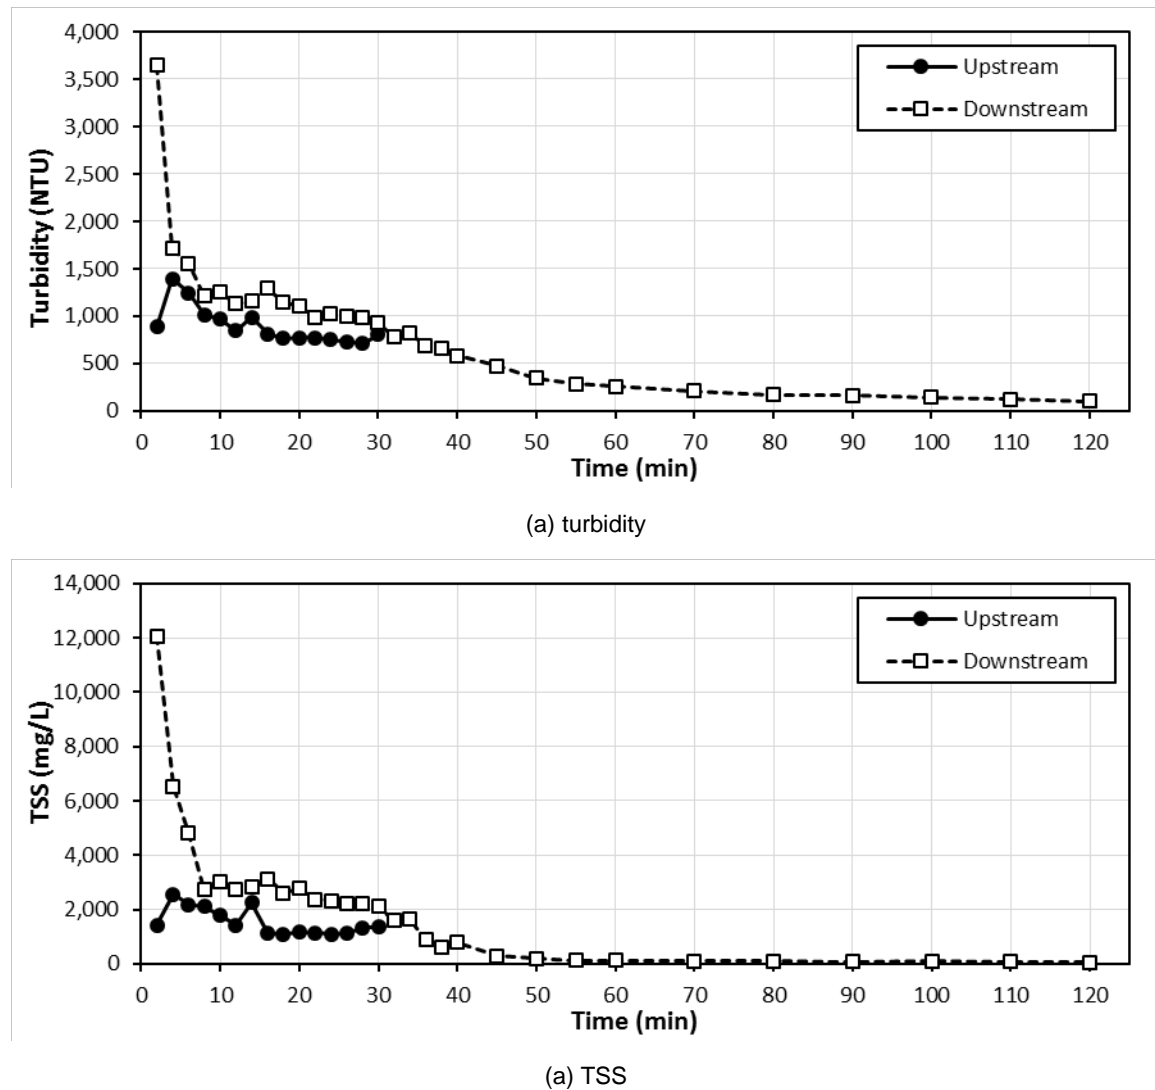 4,000
3,500
3,000
2,500
2,000
1,500
1,000
500
0
Turbidity (NTU)
Upstream
Downstream
0 10 20 30 40 50 60 70 80 90 100 110 120
Time (min)
(a) turbidity
14,000
12,000
10,000
8,000
6,000
4,000
2,000
0
TSS (mg/L)
Upstream
Downstream
0 10 20 30 40 50 60 70 80 90 100 110 120
Time (min)
(a) TSS